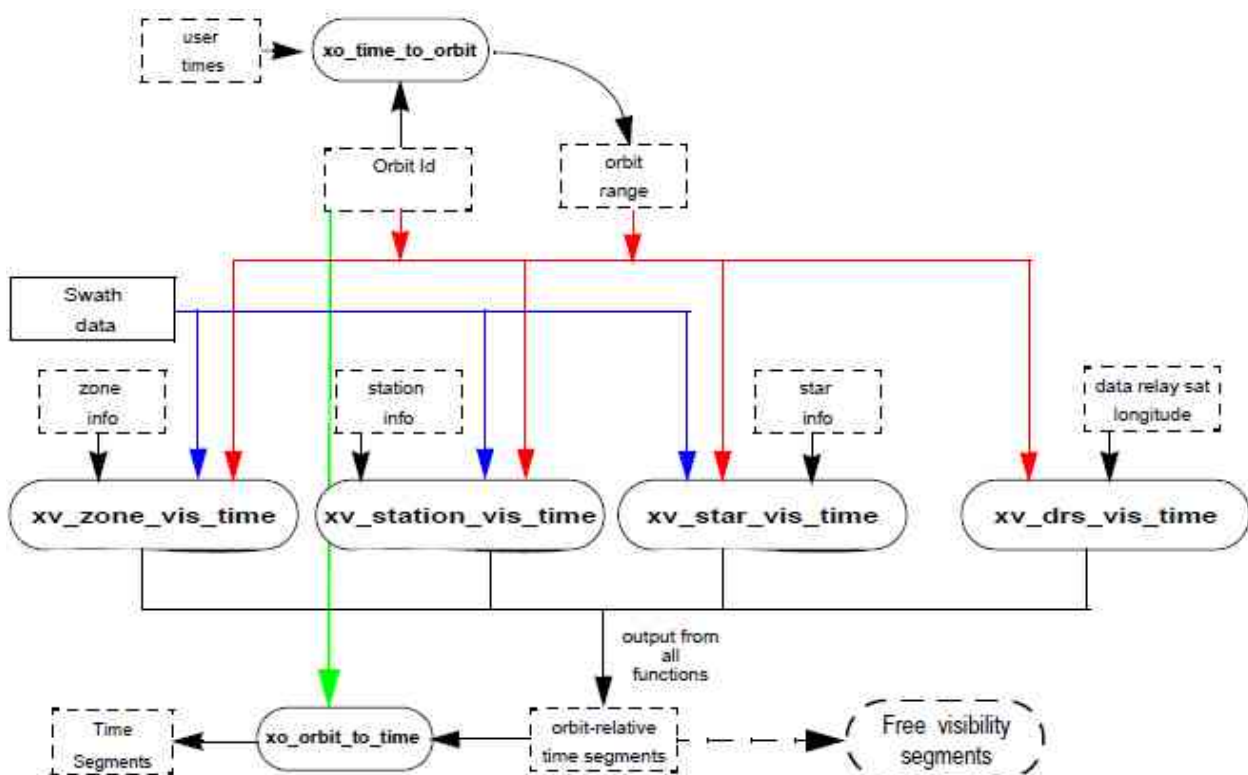 user
times
xo_time_to_orbit
Orbit Id
orbit
range
Swath
data
zone
info
station
info
star
info
data relay sat
longitude
xv_zone_vis_time
xv_station_vis_time
xv_star_vis_time
xv_drs_vis_time
output from
all
functions
Time
Segments
xo_orbit_to_time
orbit-relative
time segments
Free visibility
segments